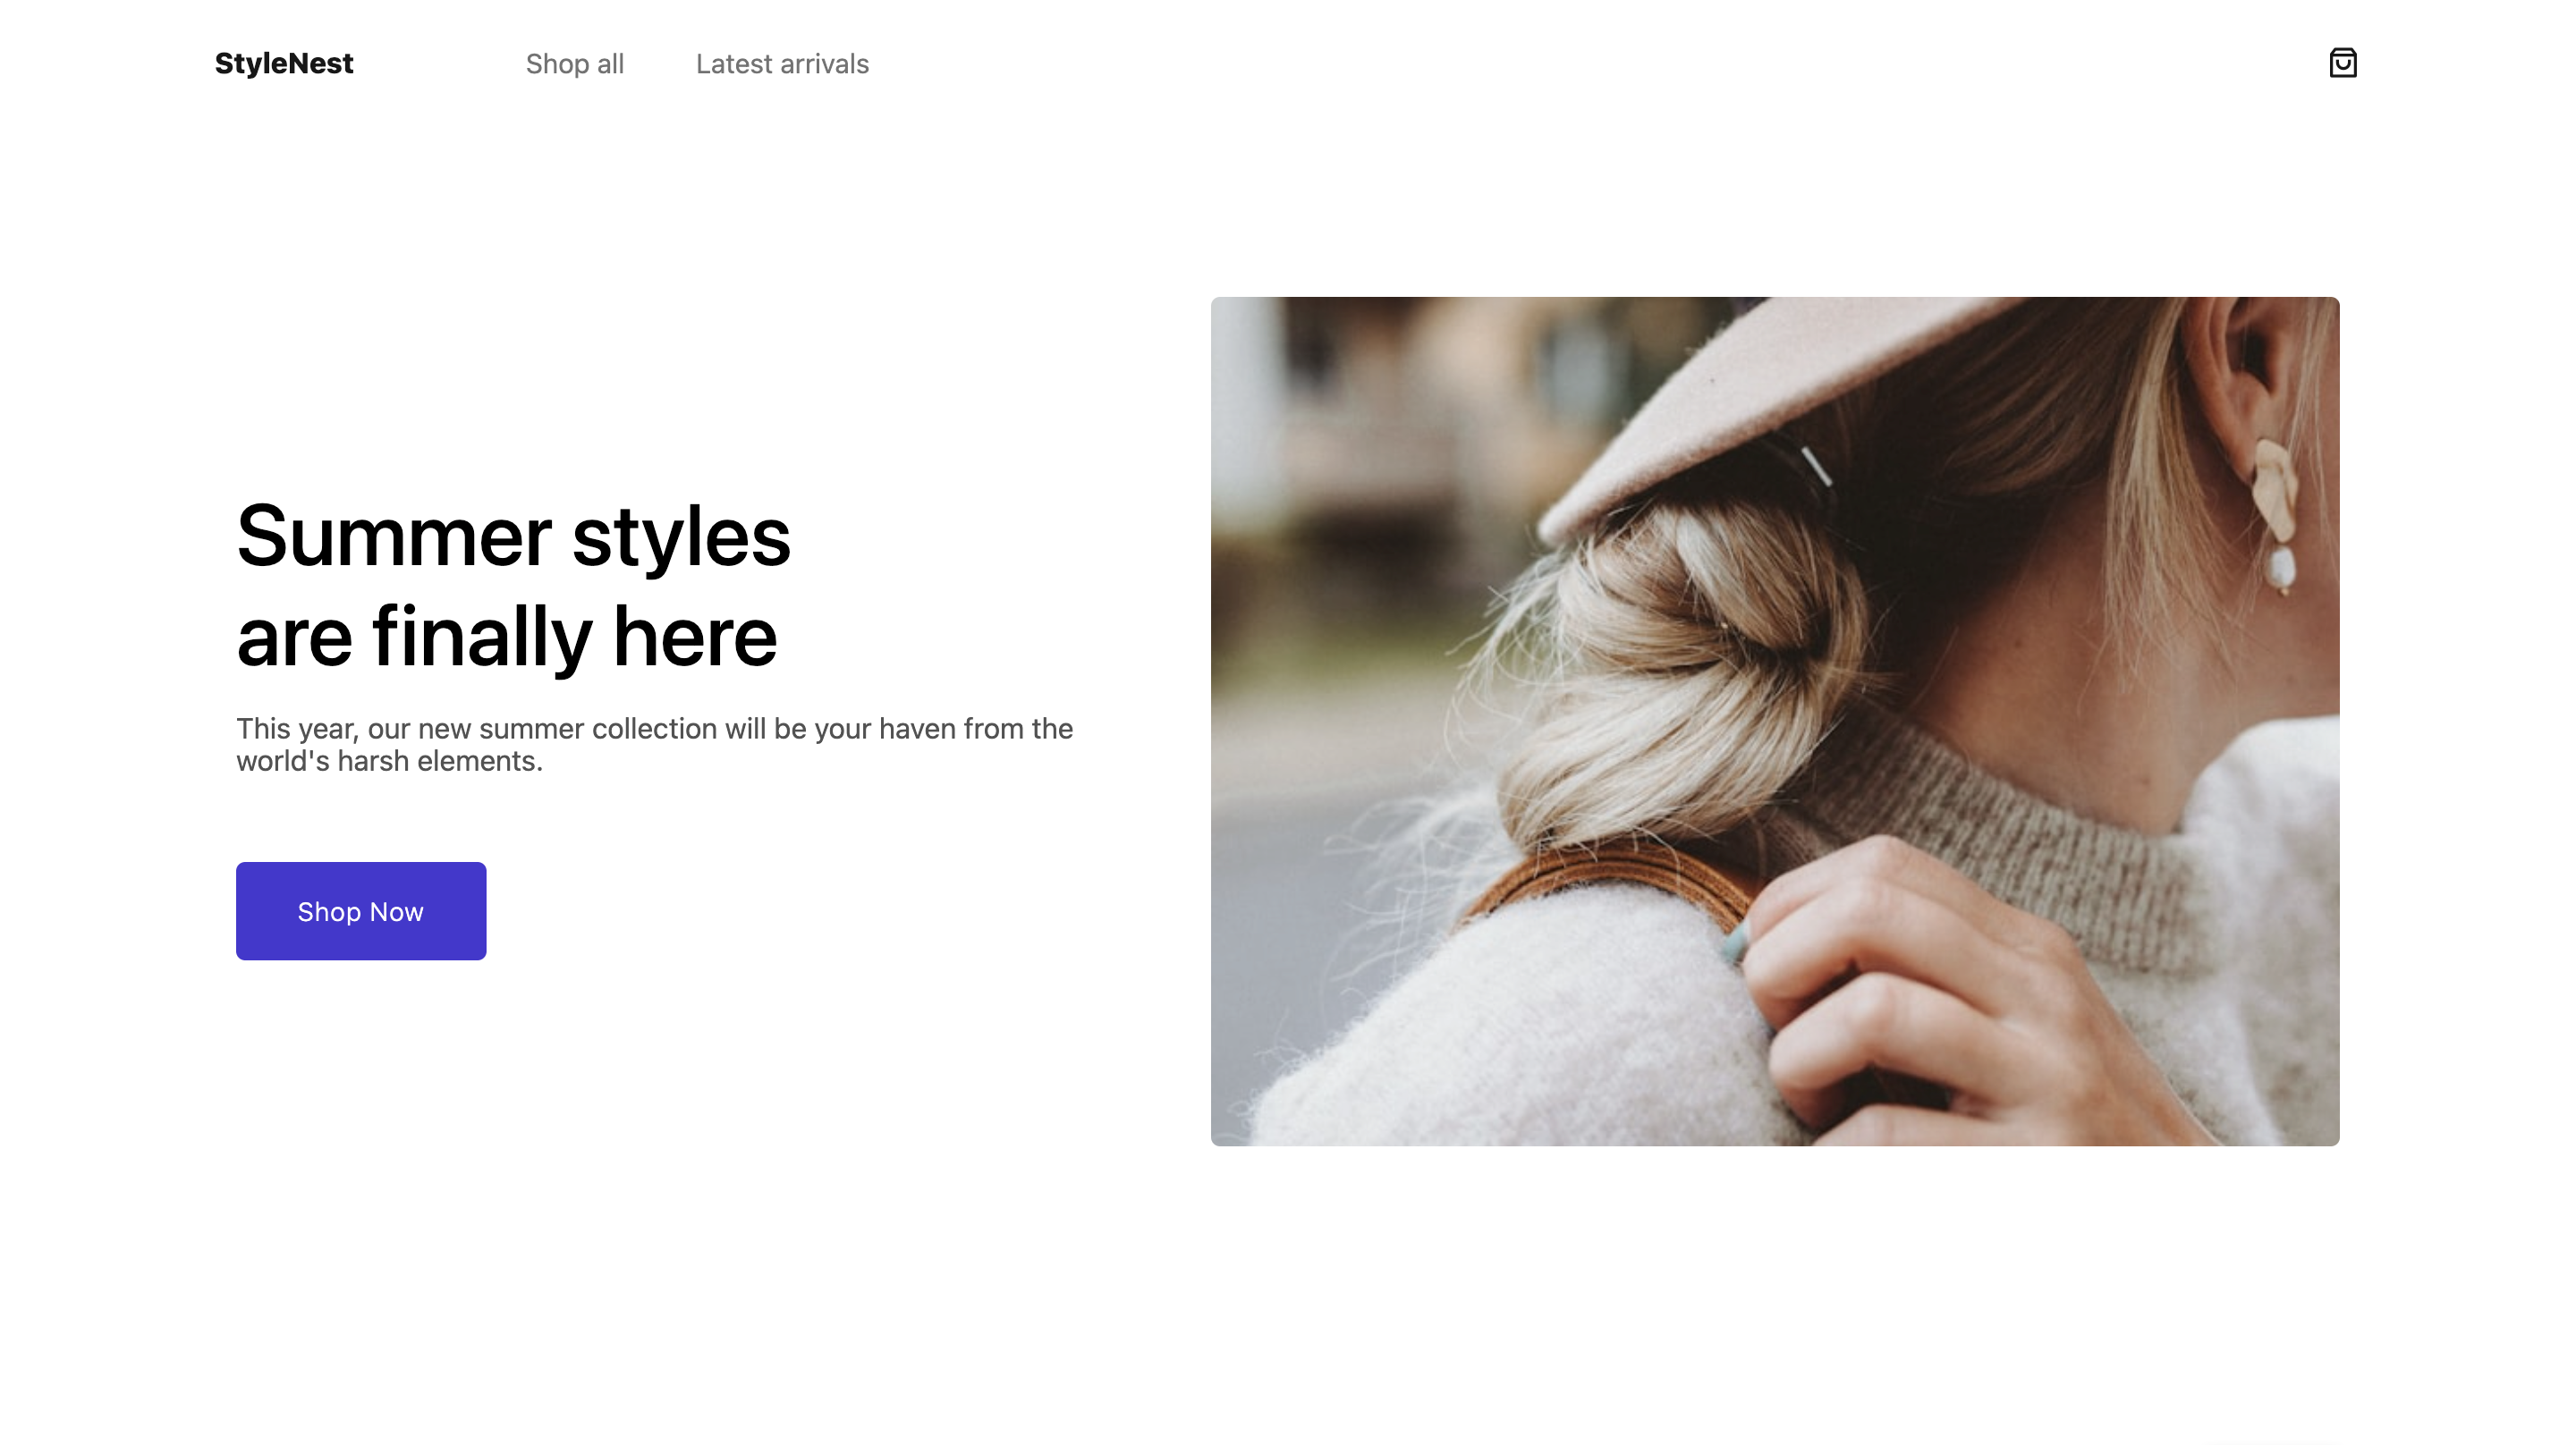 StyleNest
Shop all
Latest arrivals
Summer styles
are finally here
This year, our new summer collection will be your haven from the
world's harsh elements.
Shop Now